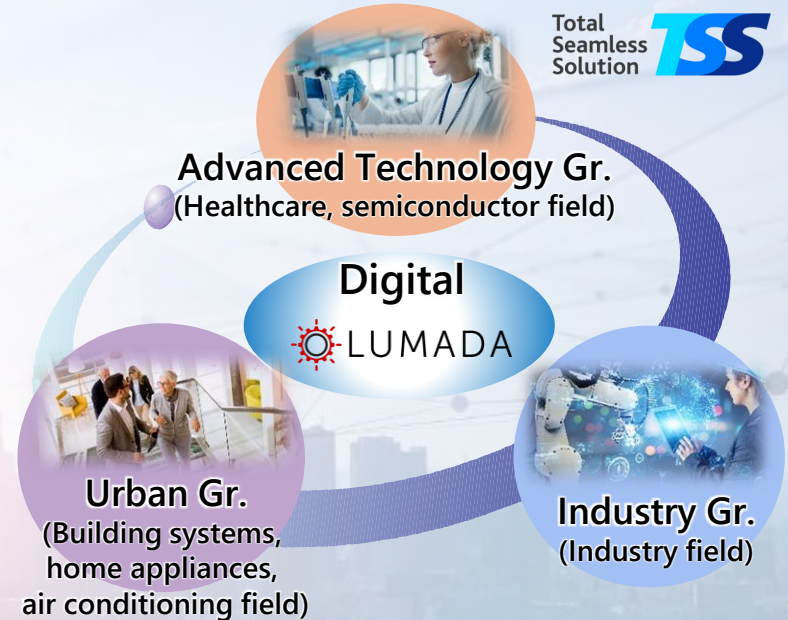 Total
Seamless
Solution
TSS
Advanced Technology Gr.
(Healthcare, semiconductor field)
Digital
LUMADA
Urban Gr.
(Building systems,
home appliances,
air conditioning field)
Industry Gr.
(Industry field)